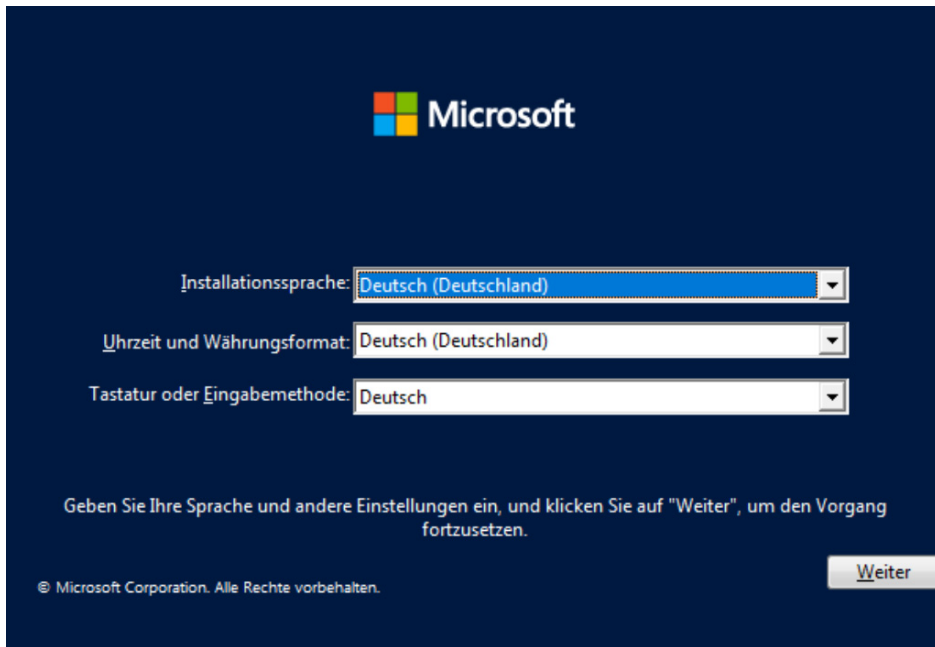 Microsoft
Installationssprache: Deutsch (Deutschland)
Uhrzeit und Währungsformat: Deutsch (Deutschland)
Tastatur oder Eingabemethode: Deutsch
Geben Sie Ihre Sprache und andere Einstellungen ein, und klicken Sie auf "Weiter", um den Vorgang
fortzusetzen.
Weiter
© Microsoft Corporation. Alle Rechte vorbehalten.